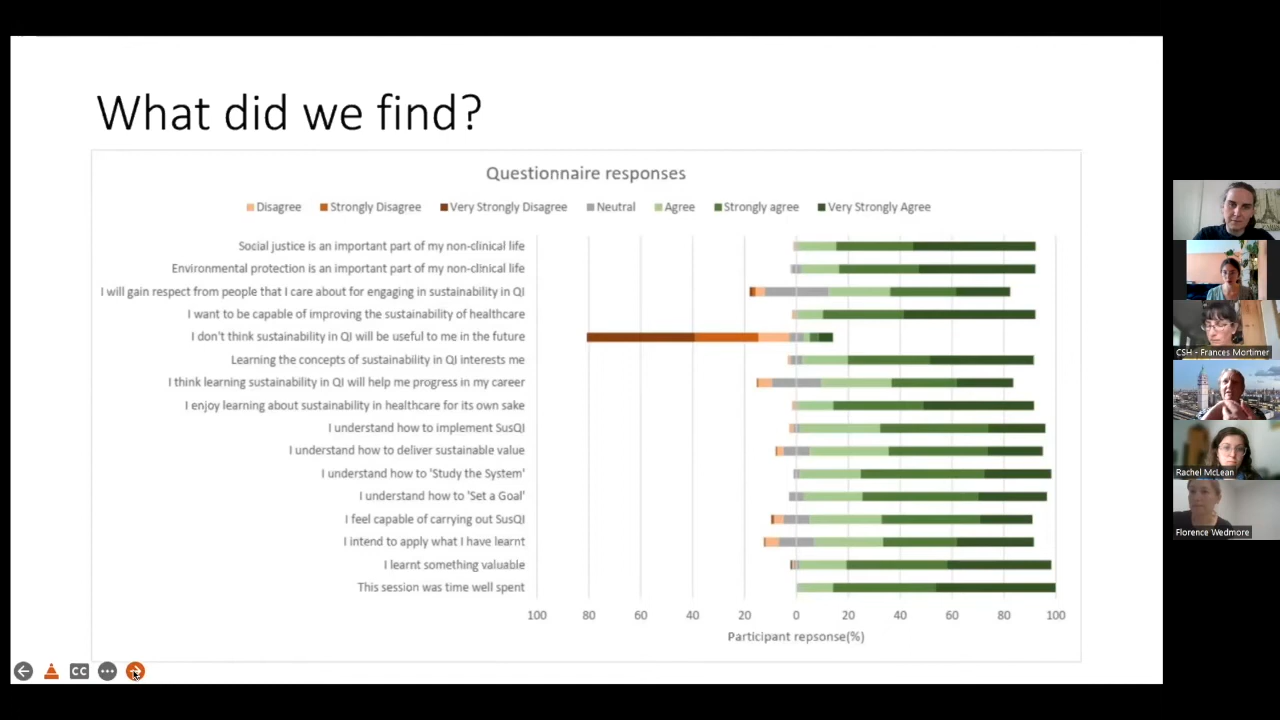 What did we find?
Questionnaire responses
Disagree Strongly Disagree Very Strongly Disagree Neutral Agree Strongly agree Very Strongly Agree
Social justice is an important part of my non-clinical life
Environmental protection is an important part of my non-clinical life
I will gain respect from people that I care about for engaging in sustainability in QI
I want to be capable of improving the sustainability of healthcare
I don't think sustainability in QI will be useful to me in the future
Learning the concepts of sustainability in QI interests me
I think learning sustainability in QI will help me progress in my career
I enjoy learning about sustainability in healthcare for its own sake
I understand how to implement SusQI
I understand how to deliver sustainable value
I understand how to 'Study the System'
I understand how to 'Set a Goal'
I feel capable of carrying out SusQI
I intend to apply what I have learnt
I learnt something valuable
This session was time well spent
100 80 60 40 20 0 20 40 60 80 100
Participant repsonse(%)
CC
CSH - Frances Mortimer
Rachel McLean
Florence Wedmore